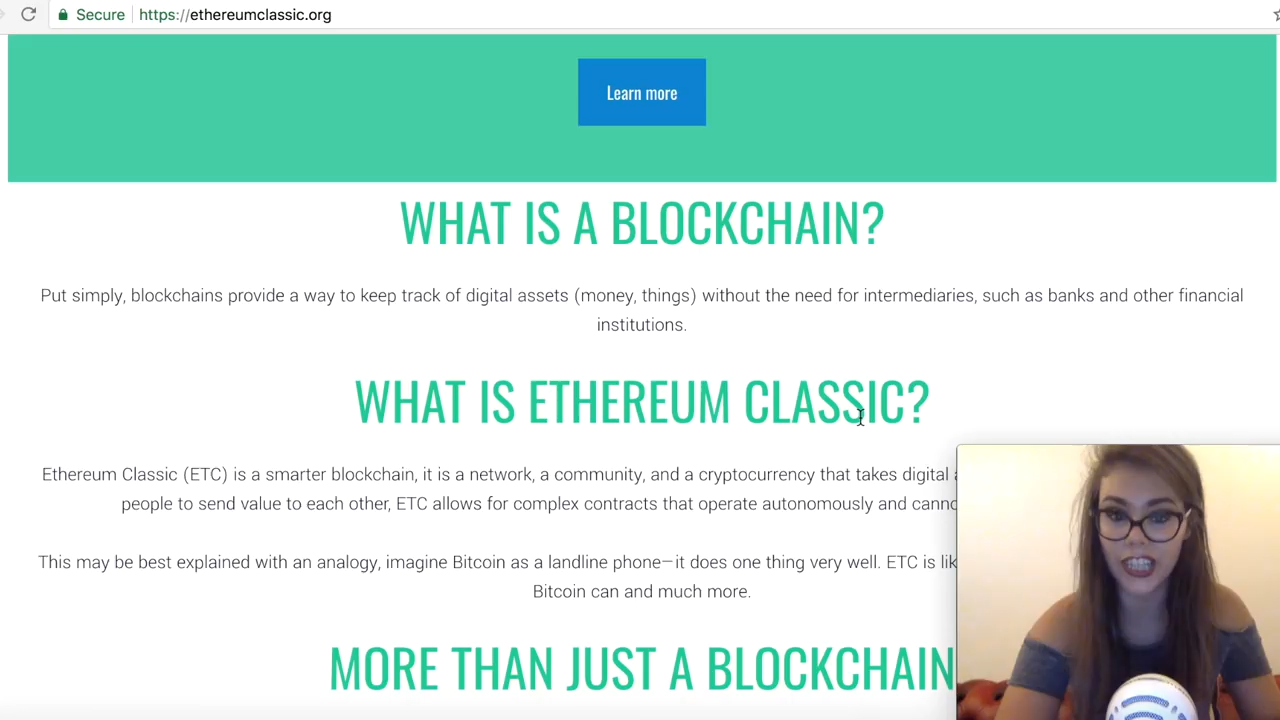 Secure https://ethereumclassic.org
Learn more
WHAT IS A BLOCKCHAIN?
Put simply, blockchains provide a way to keep track of digital assets (money, things) without the need for intermediaries, such as banks and other financial
institutions.
WHAT IS ETHEREUM CLASSIC?
Ethereum Classic (ETC) is a smarter blockchain, it is a network, a community, and a cryptocurrency that takes digital
people to send value to each other, ETC allows for complex contracts that operate autonomously and
This may be best explained with an analogy, imagine Bitcoin as a landline phone—it does one thing very well. ETC is
Bitcoin can and much more.
MORE THAN JUST A BLOCKCHAIN